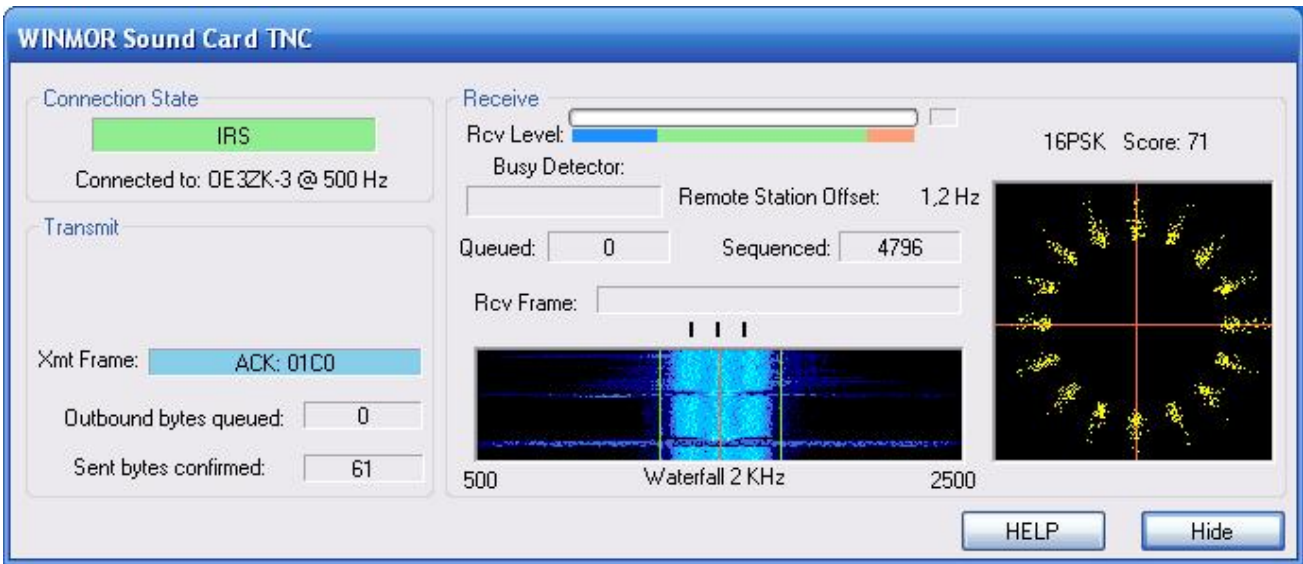 WINMOR Sound Card TNC
Connection State
IRS
Connected to: OE3ZK-3 @ 500 Hz
Transmit
Xmt Frame: ACK: 01C0
Outbound bytes queued: 0
Sent bytes confirmed: 61
Receive
Rcv Level:
Busy Detector:
Remote Station Offset: 1,2 Hz
Queued: 0 Sequenced: 4796
Rcv Frame:
500 Waterfall 2 KHz 2500
16PSK Score: 71
HELP Hide